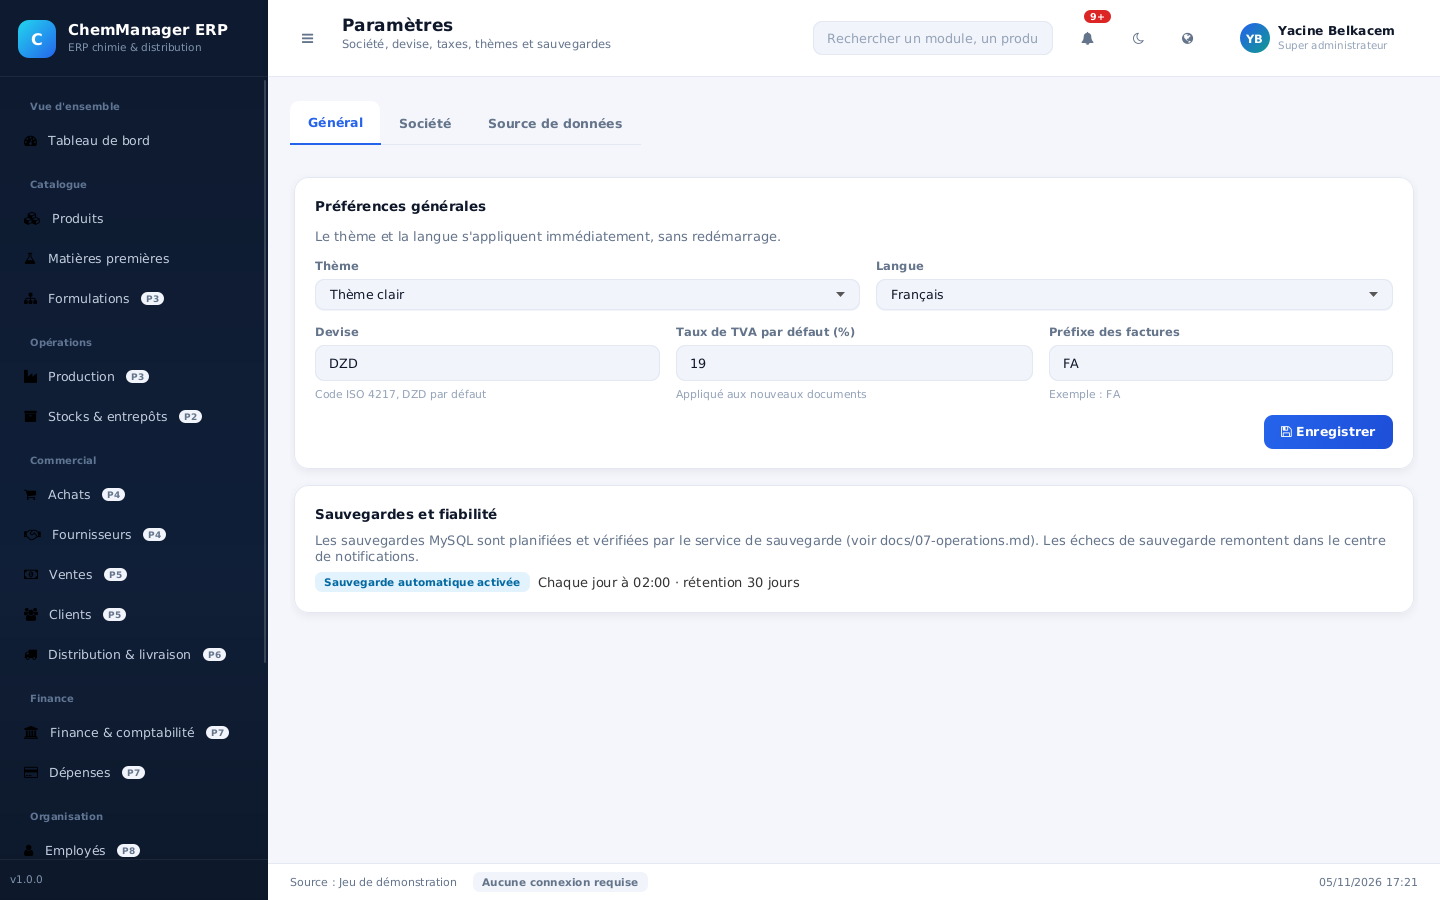 C
ChemManager ERP
ERP chimie & distribution
Vue d'ensemble
Tableau de bord
Catalogue
Produits
Matières premières
Formulations P3
Opérations
Production P3
Stocks & entrepôts P2
Commercial
Achats P4
Fournisseurs P4
Ventes P5
Clients P5
Distribution & livraison P6
Finance
Finance & comptabilité P7
Dépenses P7
Organisation
Employés P8
v1.0.0
Paramètres
Société, devise, taxes, thèmes et sauvegardes
Rechercher un module, un produ
9+
YB
Yacine Belkacem
Super administrateur
Général Société Source de données
Préférences générales
Le thème et la langue s'appliquent immédiatement, sans redémarrage.
Thème Langue
Thème clair Français
Devise Taux de TVA par défaut (%) Préfixe des factures
DZD 19 FA
Code ISO 4217, DZD par défaut Appliqué aux nouveaux documents Exemple : FA
Enregistrer
Sauvegardes et fiabilité
Les sauvegardes MySQL sont planifiées et vérifiées par le service de sauvegarde (voir docs/07-operations.md). Les échecs de sauvegarde remontent dans le centre
de notifications.
Sauvegarde automatique activée Chaque jour à 02:00 · rétention 30 jours
Source : Jeu de démonstration Aucune connexion requise 05/11/2026 17:21